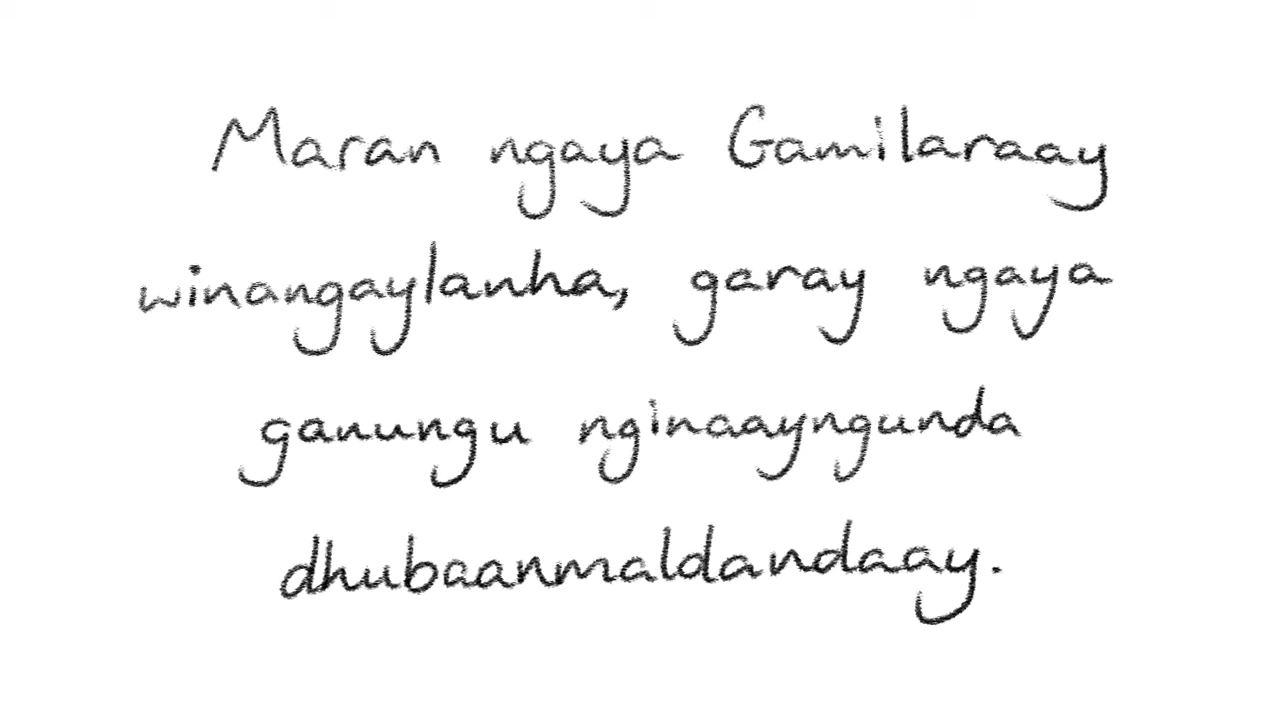 Maran ngaya Gamilaraay
winangaylanha, garay ngaya
ganungu nginaayngunda
dhubaanmaldandaay.